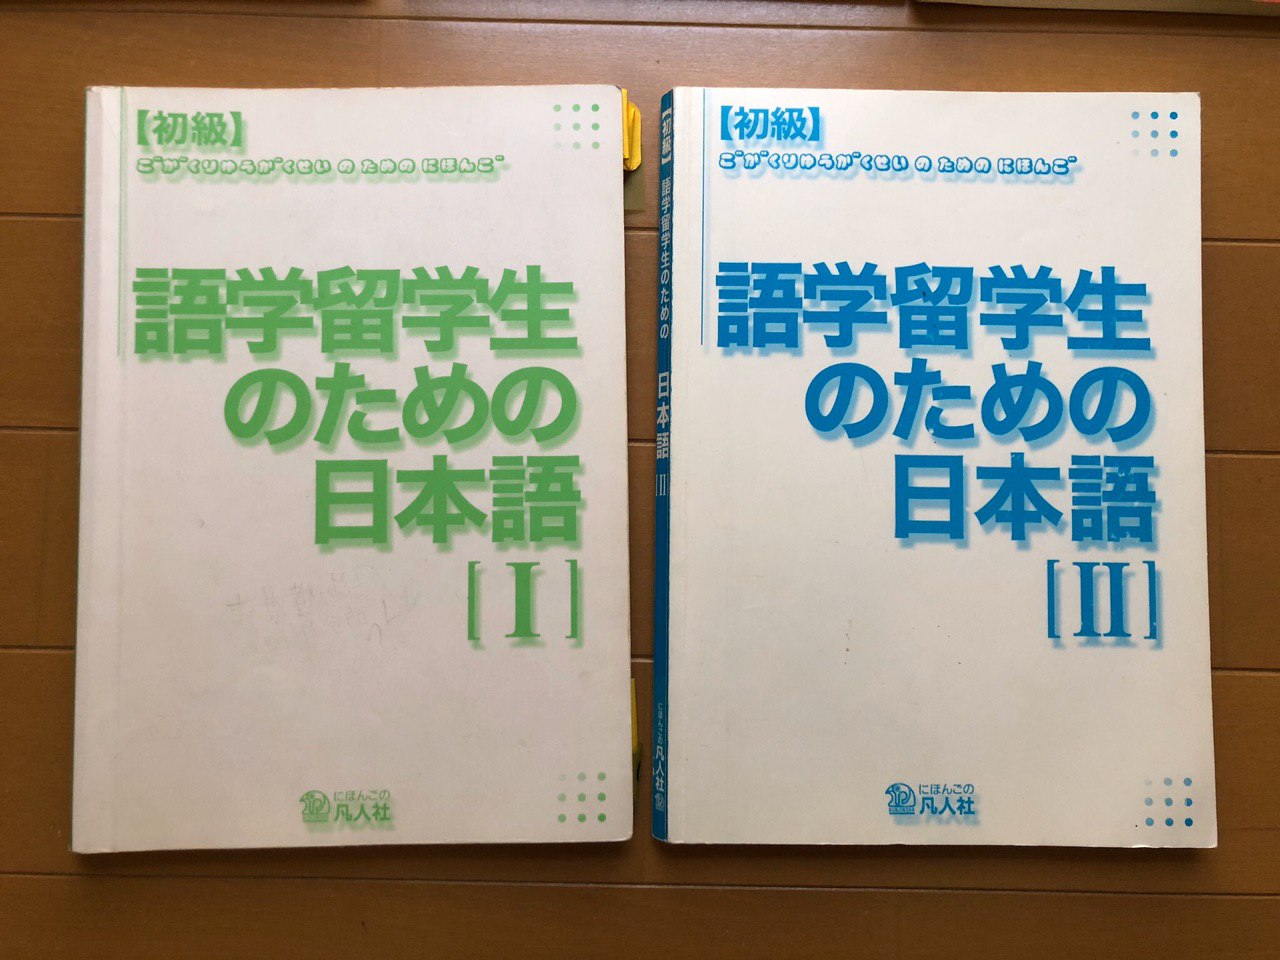 【初級】
ごがくりゅうがくせい の ための にほんご
語学留学生
のための
日本語
[Ⅰ]
にほんごの
凡人社
【初級】 語学留学生のための 日本語 [Ⅱ]
にほんごの 凡人社
【初級】
ごがくりゅうがくせい の ための にほんご
語学留学生
のための
日本語
[Ⅱ]
にほんごの
凡人社